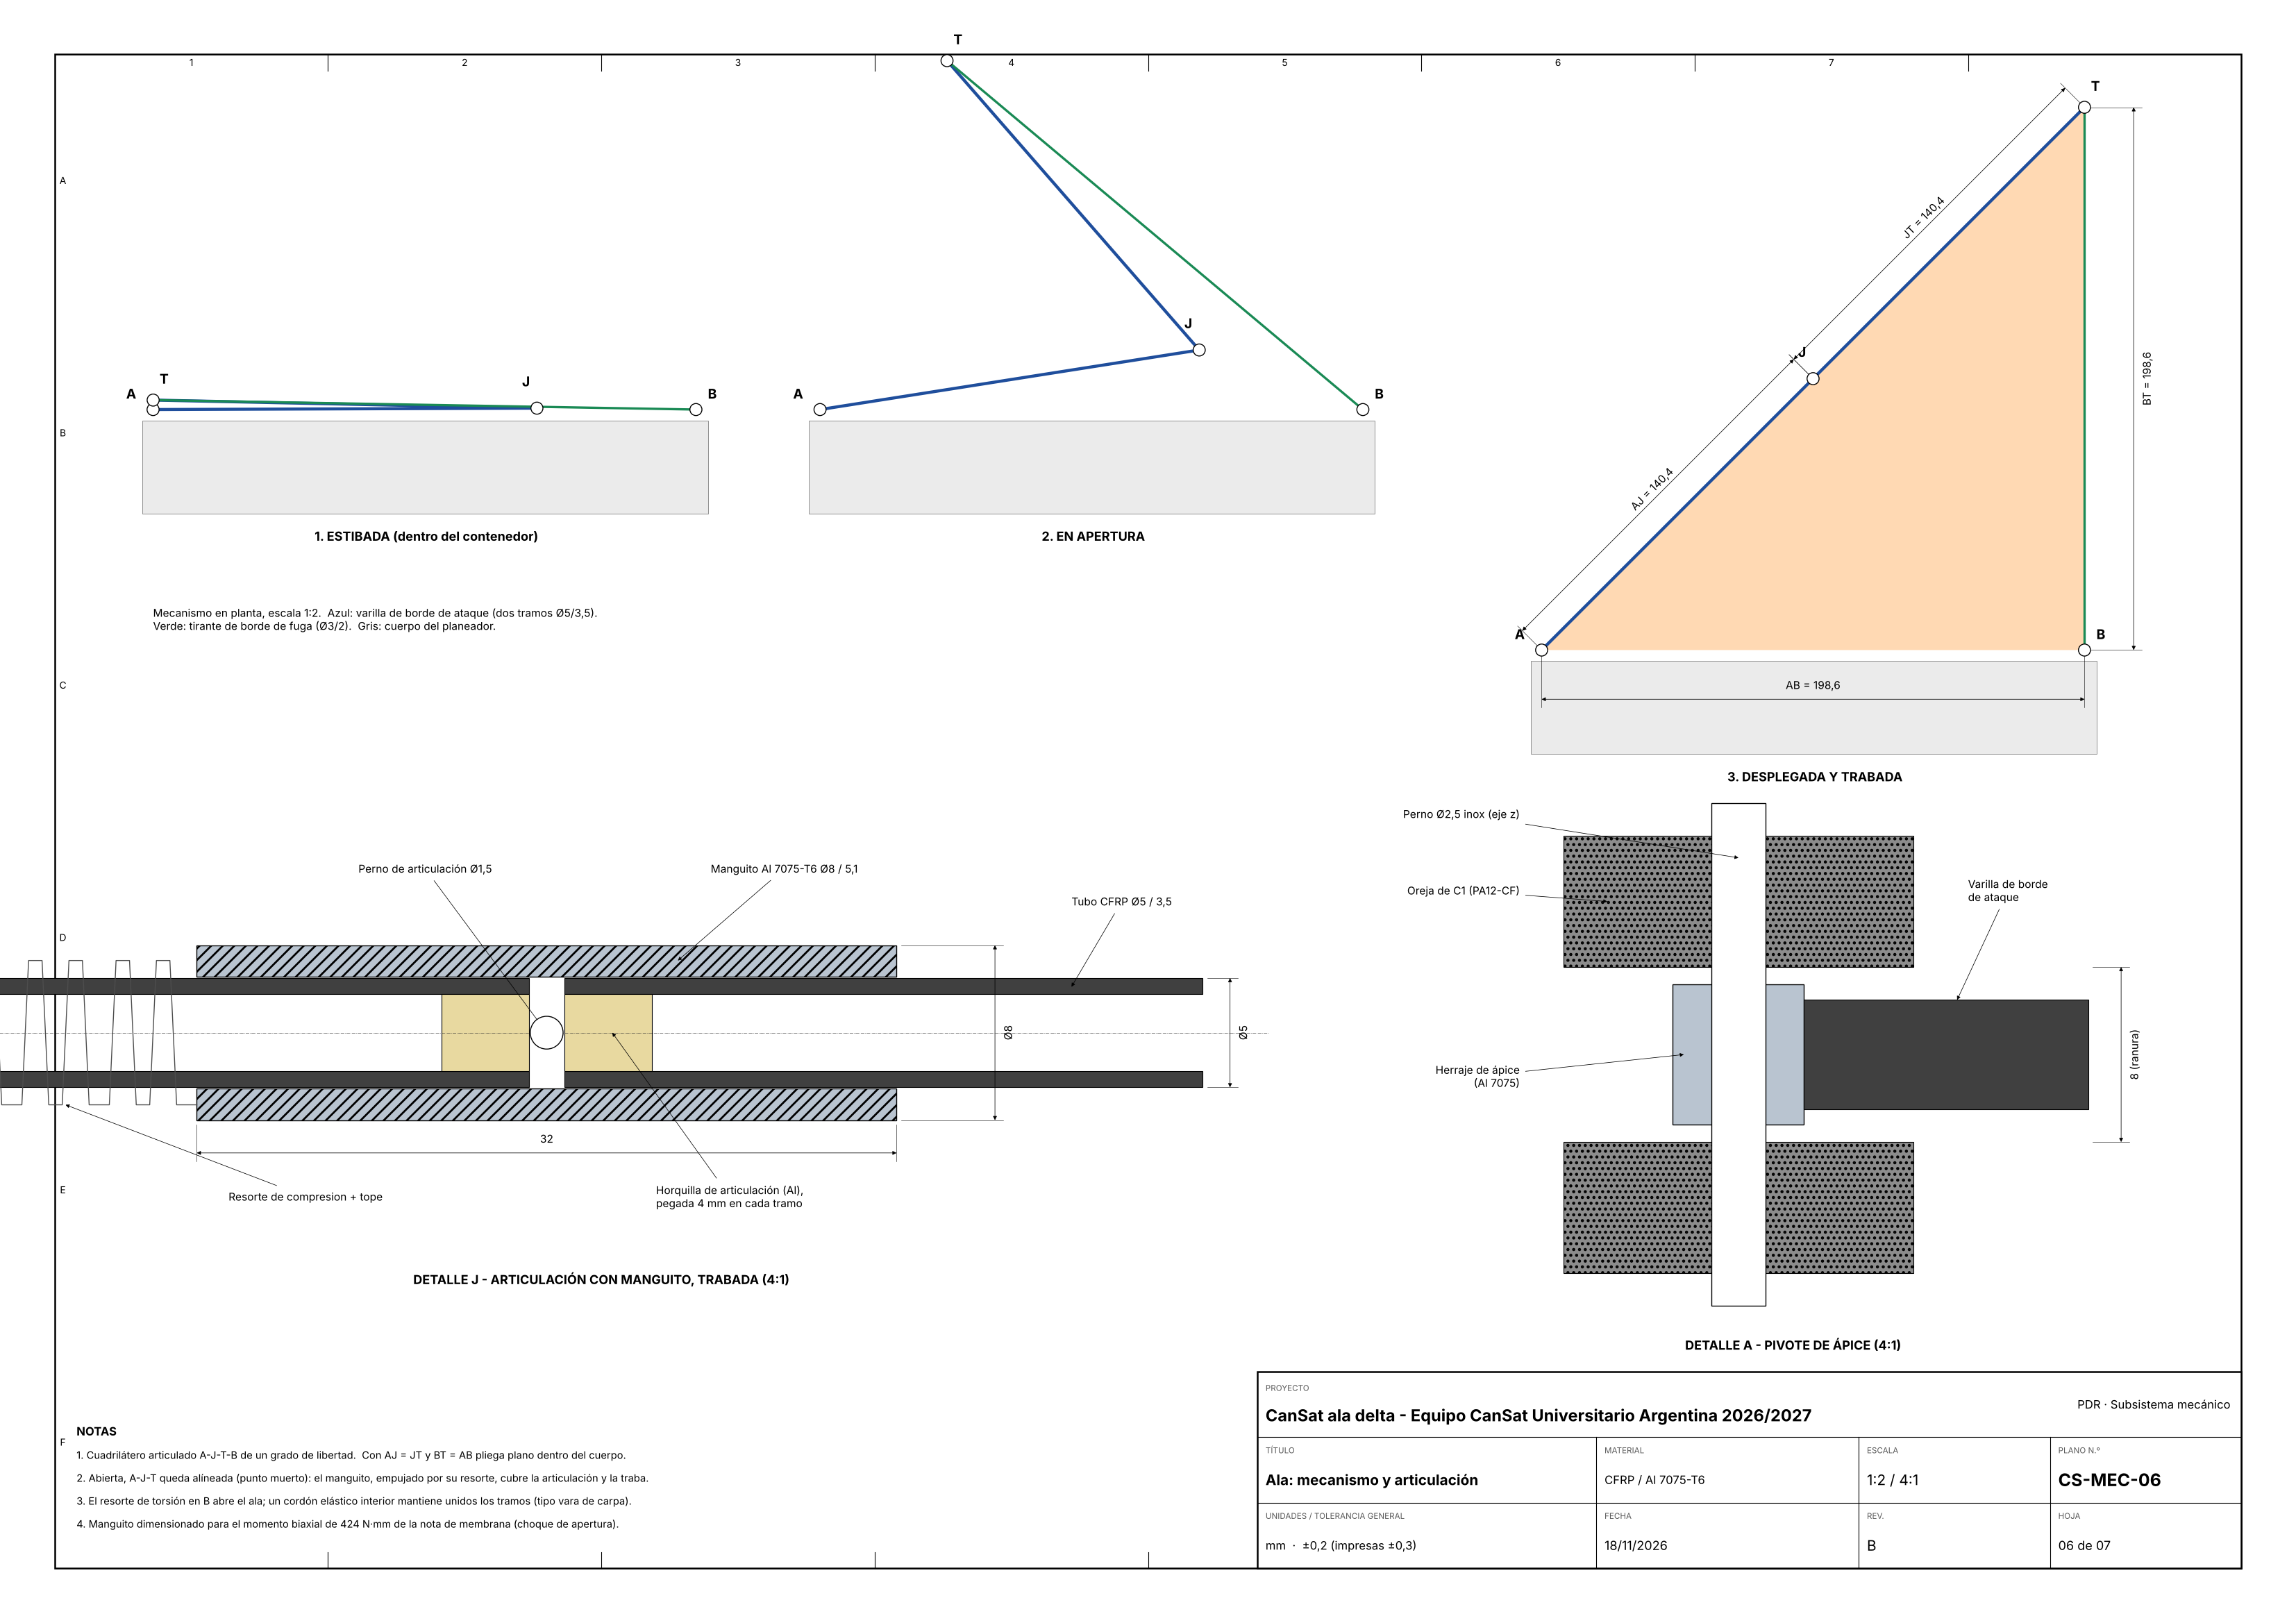 T
1
2
3
4
5
6
7
A
B
C
D
E
F
A
T
J
B
1. ESTIBADA (dentro del contenedor)
A
J
B
2. EN APERTURA
T
JT = 140,4
J
AJ = 140,4
BT = 198,6
A
B
AB = 198,6
3. DESPLEGADA Y TRABADA
Mecanismo en planta, escala 1:2. Azul: varilla de borde de ataque (dos tramos Ø5/3,5).
Verde: tirante de borde de fuga (Ø3/2). Gris: cuerpo del planeador.
Perno de articulación Ø1,5
Manguito Al 7075-T6 Ø8 / 5,1
Tubo CFRP Ø5 / 3,5
Ø8
Ø5
32
Resorte de compresion + tope
Horquilla de articulación (Al),
pegada 4 mm en cada tramo
DETALLE J - ARTICULACIÓN CON MANGUITO, TRABADA (4:1)
Perno Ø2,5 inox (eje z)
Oreja de C1 (PA12-CF)
Varilla de borde
de ataque
Herraje de ápice
(Al 7075)
8 (ranura)
DETALLE A - PIVOTE DE ÁPICE (4:1)
NOTAS
1. Cuadrilátero articulado A-J-T-B de un grado de libertad. Con AJ = JT y BT = AB pliega plano dentro del cuerpo.
2. Abierta, A-J-T queda alíneada (punto muerto): el manguito, empujado por su resorte, cubre la articulación y la traba.
3. El resorte de torsión en B abre el ala; un cordón elástico interior mantiene unidos los tramos (tipo vara de carpa).
4. Manguito dimensionado para el momento biaxial de 424 N·mm de la nota de membrana (choque de apertura).
PROYECTO
CanSat ala delta - Equipo CanSat Universitario Argentina 2026/2027
PDR · Subsistema mecánico
TÍTULO
Ala: mecanismo y articulación
MATERIAL
CFRP / Al 7075-T6
ESCALA
1:2 / 4:1
PLANO N.º
CS-MEC-06
UNIDADES / TOLERANCIA GENERAL
mm · ±0,2 (impresas ±0,3)
FECHA
18/11/2026
REV.
B
HOJA
06 de 07